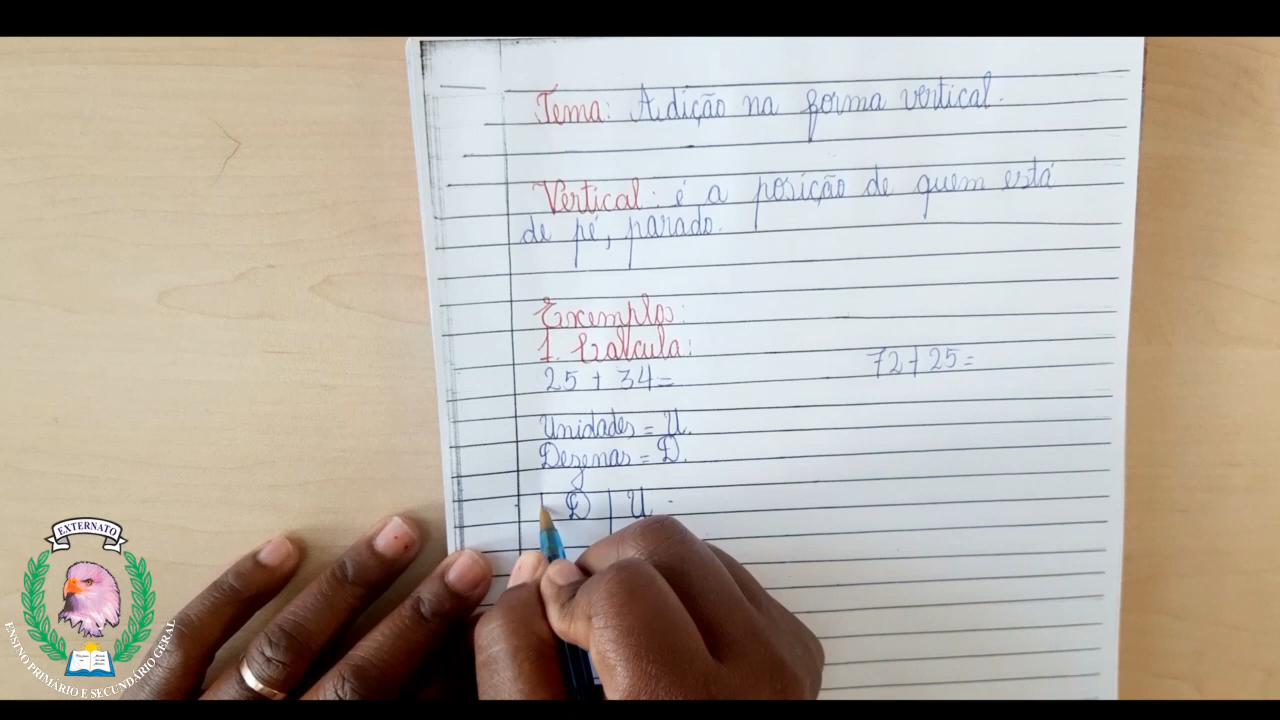 Tema: Adição na forma vertical.
Vertical: é a posição de quem está
de pé, parado.
Exemplos:
1. Calcula:
25 + 34=
72+25=
Unidades = U.
Dezenas = D.
D | U
EXTERNATO
ENSINO PRIMÁRIO E SECUNDÁRIO GERAL